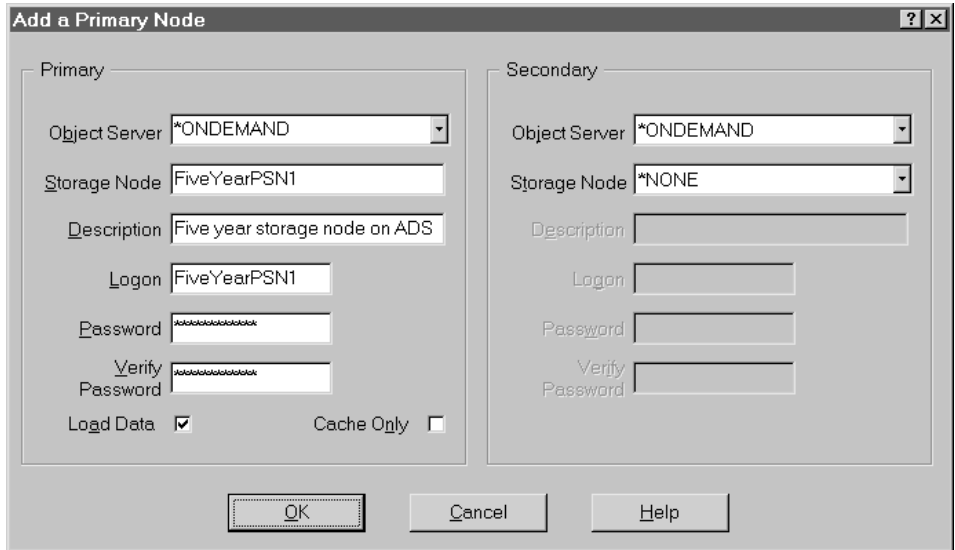 Add a Primary Node
Primary
Object Server *ONDEMAND
Storage Node FiveYearPSN1
Description Five year storage node on ADS
Logon FiveYearPSN1
Password ************
Verify
Password ************
Load Data
Cache Only
Secondary
Object Server *ONDEMAND
Storage Node *NONE
Description
Logon
Password
Verify
Password
OK
Cancel
Help